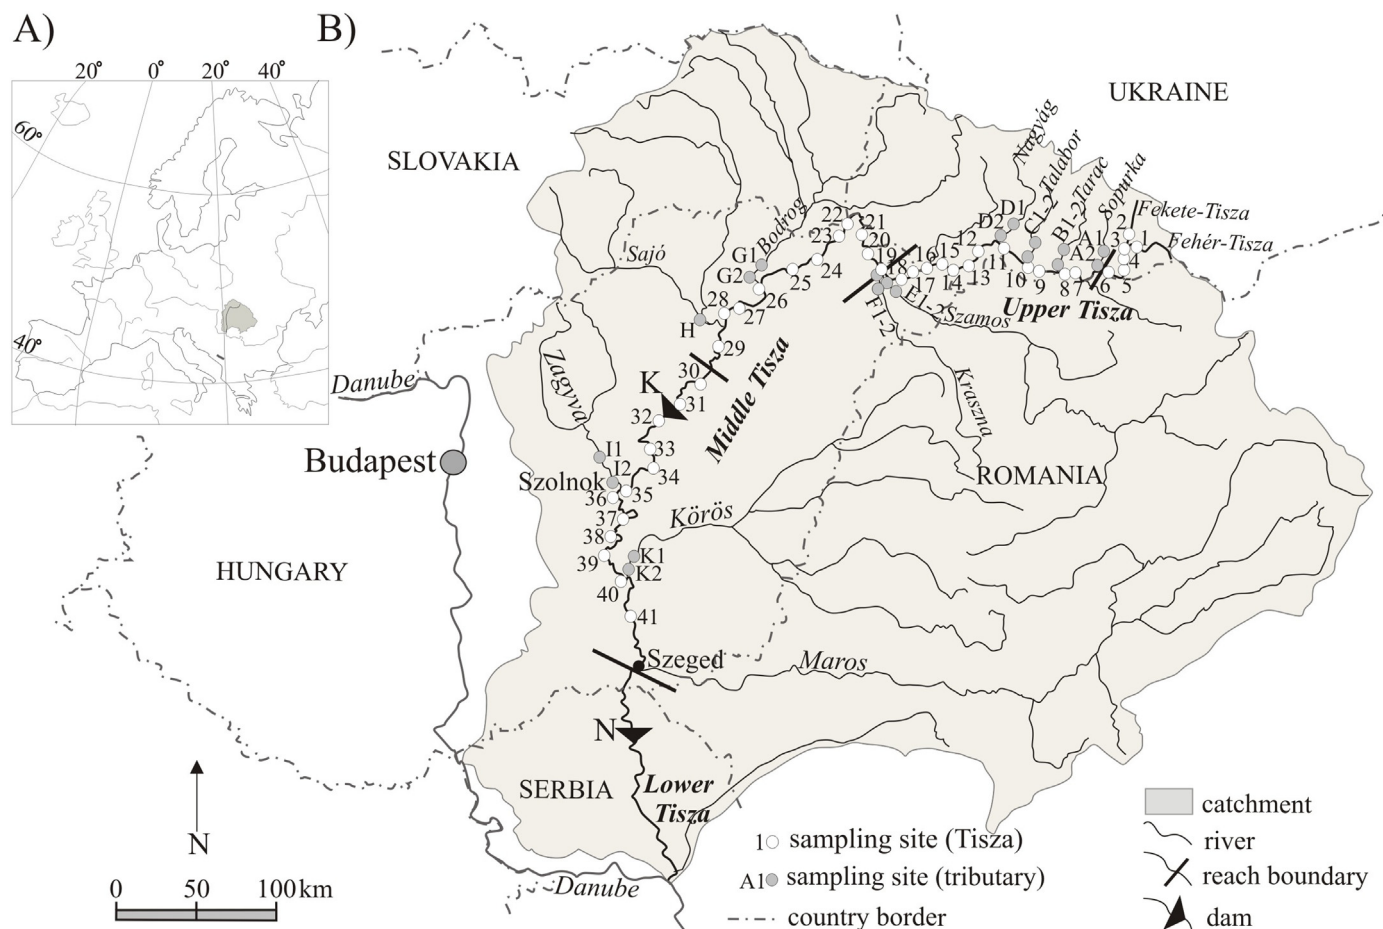 A)
B)
20° 0° 20° 40°
60°
40°
UKRAINE
SLOVAKIA
Nagyág
Talabor
Tarac
Sopurka
Fekete-Tisza
Fehér-Tisza
Bodrog
Sajó
D1
D2
C1-2
B1-2
A1
A2
1
2
3
4
5
6
7
8
9
10
11
12
13
14
15
16
17
18
19
20
21
22
23
24
25
26
27
28
29
G1
G2
H
E1-2
F1-2
Szamos
Upper Tisza
Kraszna
Middle Tisza
Zagyva
Danube
K
30
31
32
33
34
35
36
37
38
39
40
41
I1
I2
Budapest
Szolnok
ROMANIA
Körös
K1
K2
HUNGARY
Szeged
Maros
N
SERBIA
Lower
Tisza
Danube
N
0 50 100 km
1 sampling site (Tisza)
A1 sampling site (tributary)
country border
catchment
river
reach boundary
dam